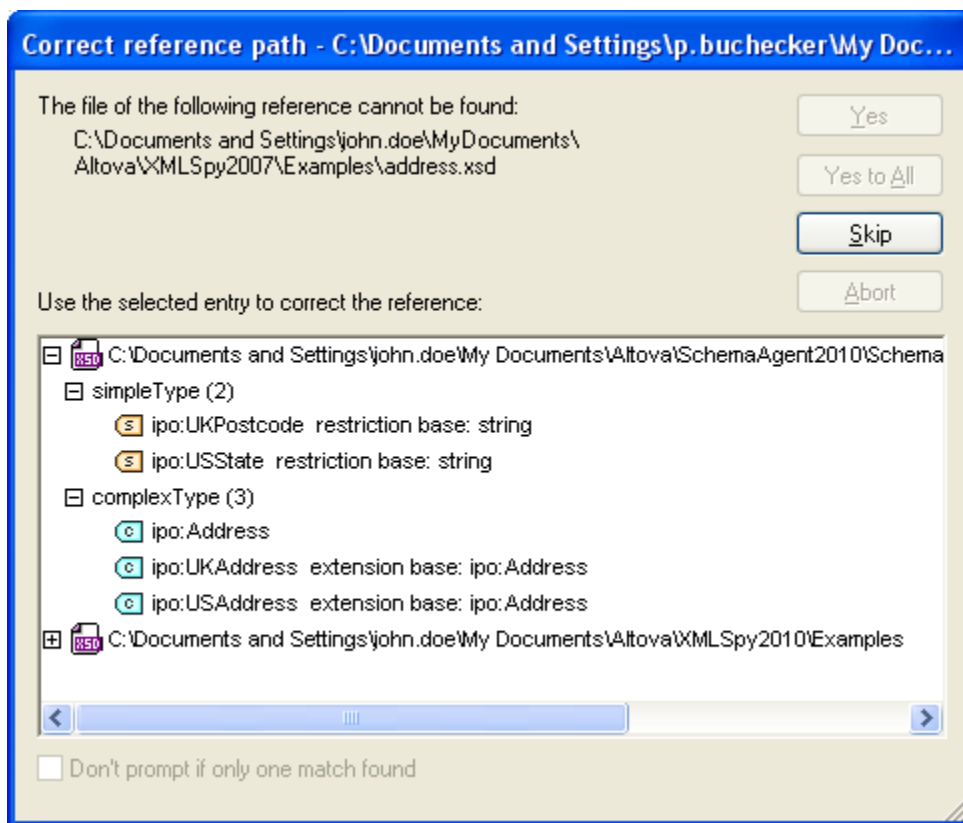 Correct reference path - C:\Documents and Settings\p.buchecker\My Doc...
The file of the following reference cannot be found:
C:\Documents and Settings\john.doe\MyDocuments\
Altova\XMLSpy2007\Examples\address.xsd
Yes
Yes to All
Skip
Abort
Use the selected entry to correct the reference:
XSD C:\Documents and Settings\john.doe\My Documents\Altova\SchemaAgent2010\Schema
simpleType (2)
s ipo:UKPostcode restriction base: string
s ipo:USState restriction base: string
complexType (3)
c ipo:Address
c ipo:UKAddress extension base: ipo:Address
c ipo:USAddress extension base: ipo:Address
XSD C:\Documents and Settings\john.doe\My Documents\Altova\XMLSpy2010\Examples
Don't prompt if only one match found